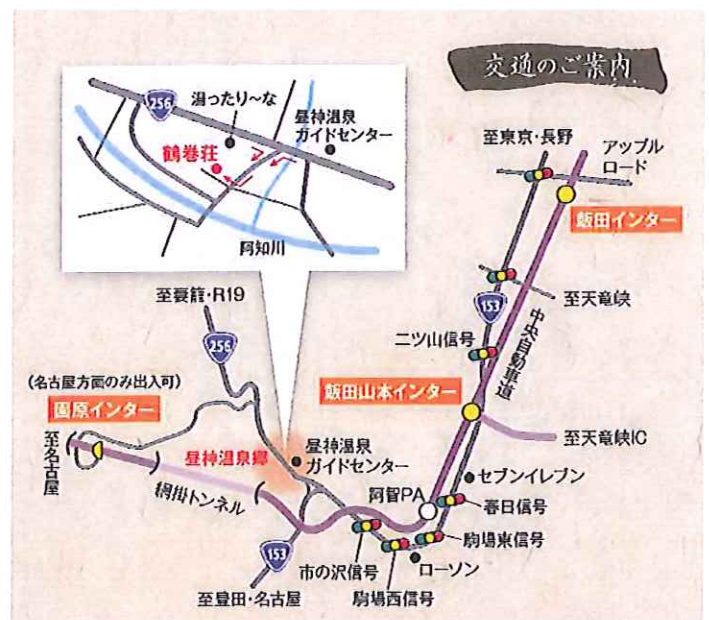 交通のご案内
256
湯ったり～な
昼神温泉
ガイドセンター
鶴巻荘
阿知川
至東京・長野
アップル
ロード
飯田インター
至妻籠・R19
256
153
至天竜峡
二ツ山信号
中央自動車道
(名古屋方面のみ出入可)
園原インター
飯田山本インター
至天竜峡IC
至名古屋
昼神温泉郷
昼神温泉
ガイドセンター
セブンイレブン
阿智PA
春日信号
網掛トンネル
駒場東信号
153
市の沢信号
ローソン
至豊田・名古屋
駒場西信号